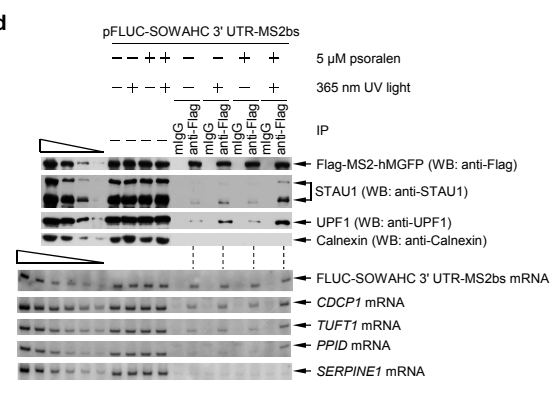 d
pFLUC-SOWAHC 3' UTR-MS2bs
− − + + − − + + 5 µM psoralen
− + − + − + − + 365 nm UV light
− − − − mIgG anti-Flag mIgG anti-Flag mIgG anti-Flag mIgG anti-Flag IP
Flag-MS2-hMGFP (WB: anti-Flag)
STAU1 (WB: anti-STAU1)
UPF1 (WB: anti-UPF1)
Calnexin (WB: anti-Calnexin)
FLUC-SOWAHC 3' UTR-MS2bs mRNA
CDCP1 mRNA
TUFT1 mRNA
PPID mRNA
SERPINE1 mRNA